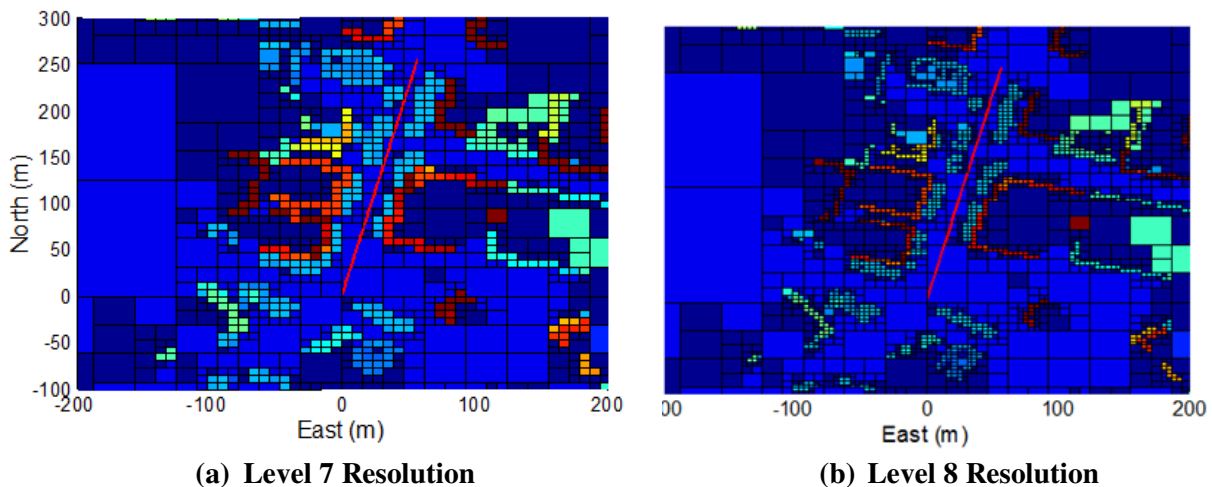 300
250
200
150
100
50
0
-50
-100
North (m)
-200 -100 0 100 200
East (m)
(a) Level 7 Resolution
00 -100 0 100 200
East (m)
(b) Level 8 Resolution